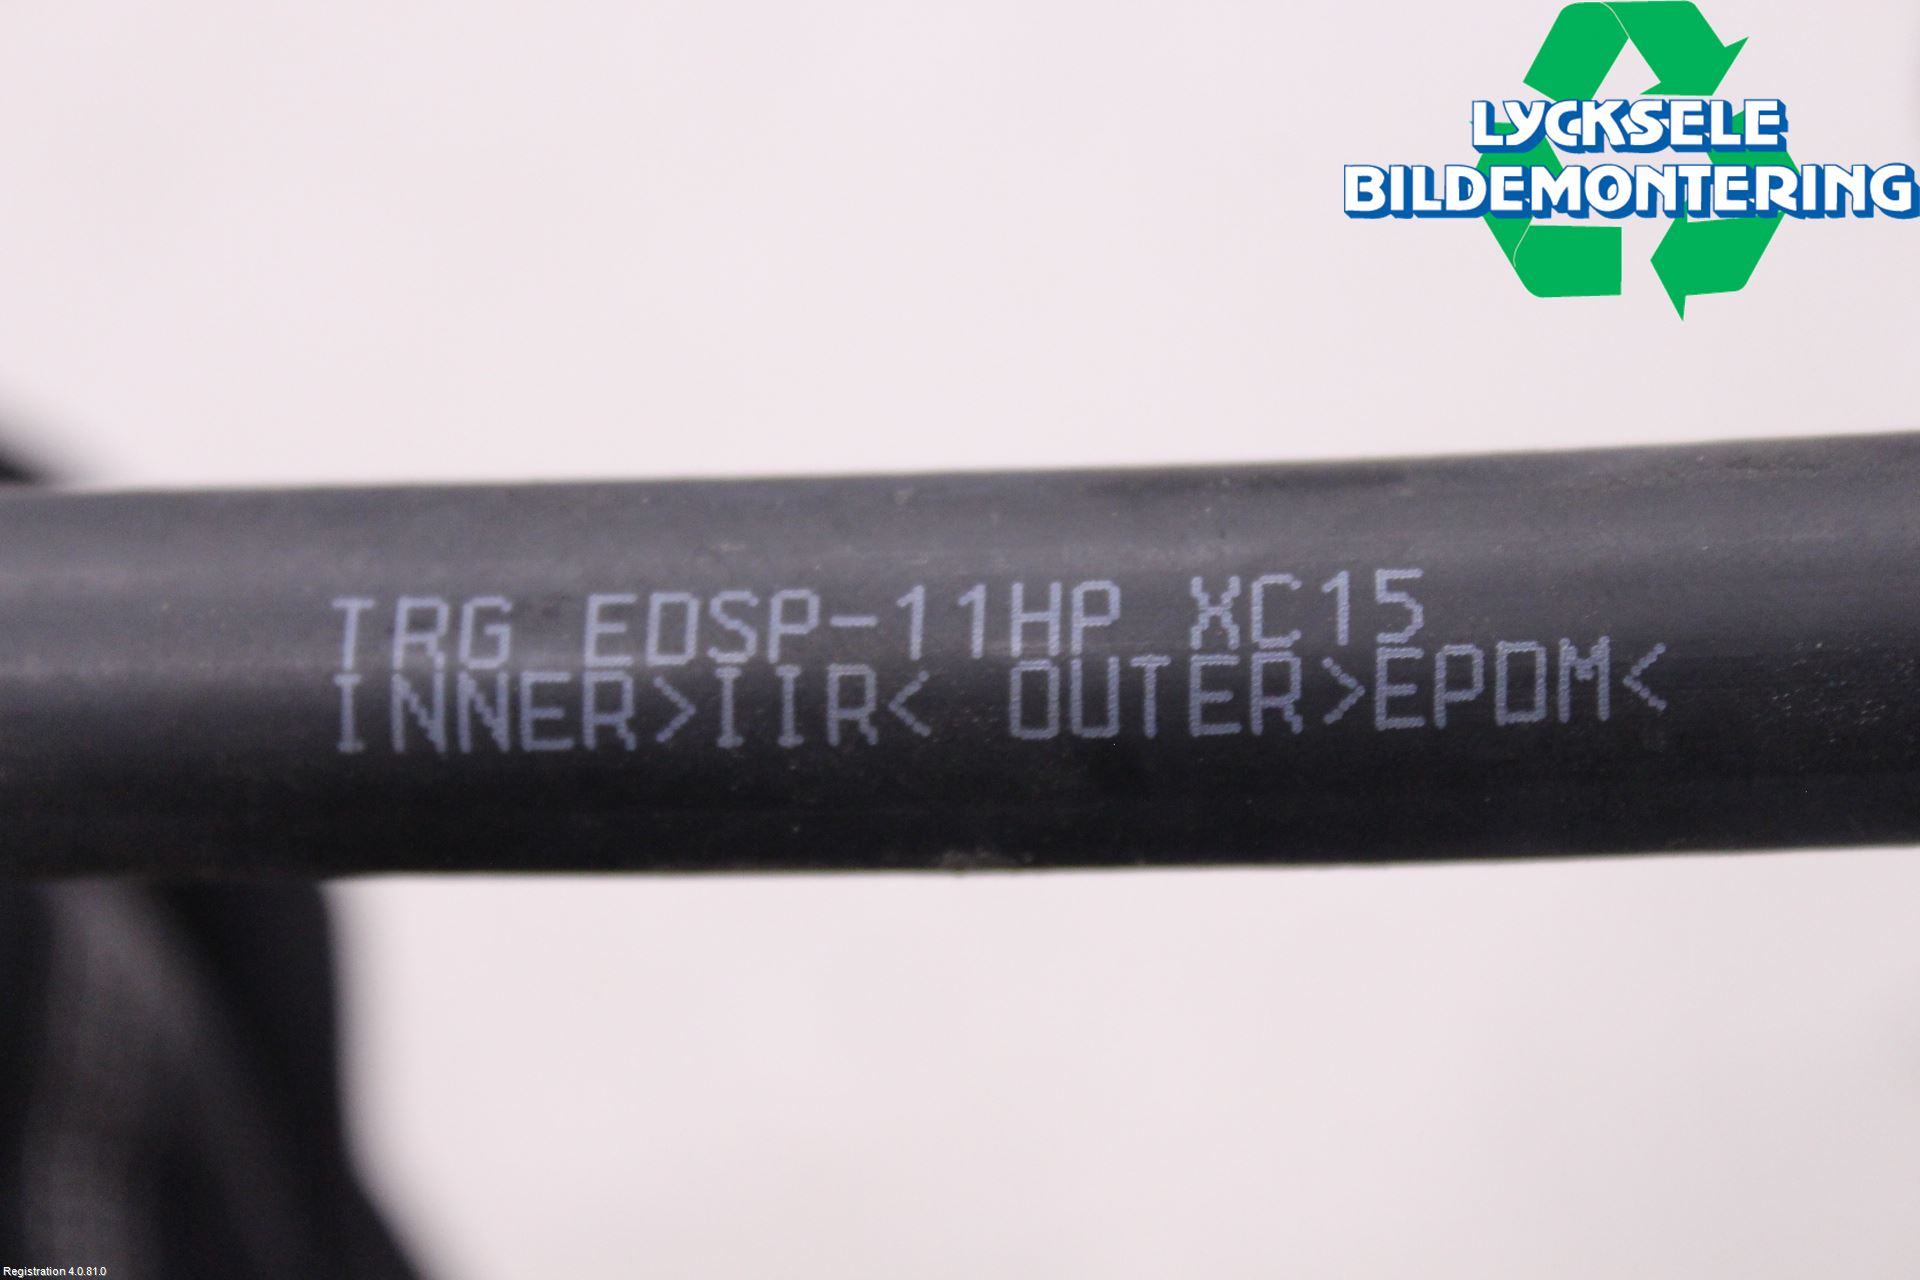 LYCKSELE
BILDEMONTERING
TRG EDSP-11HP XC15
INNER>IIR< OUTER>EPDM<
Registration 4.0.81.0